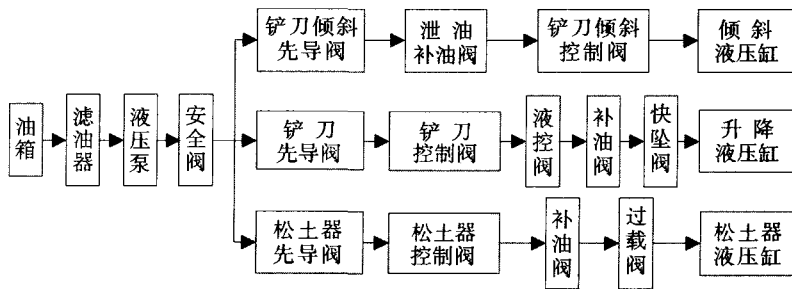 铲刀倾斜
先导阀
泄油
补油阀
铲刀倾斜
控制阀
倾斜
液压缸
油箱
滤油器
液压泵
安全阀
铲刀
先导阀
铲刀
控制阀
液控阀
补油阀
快坠阀
升降
液压缸
松土器
先导阀
松土器
控制阀
补油阀
过载阀
松土器
液压缸